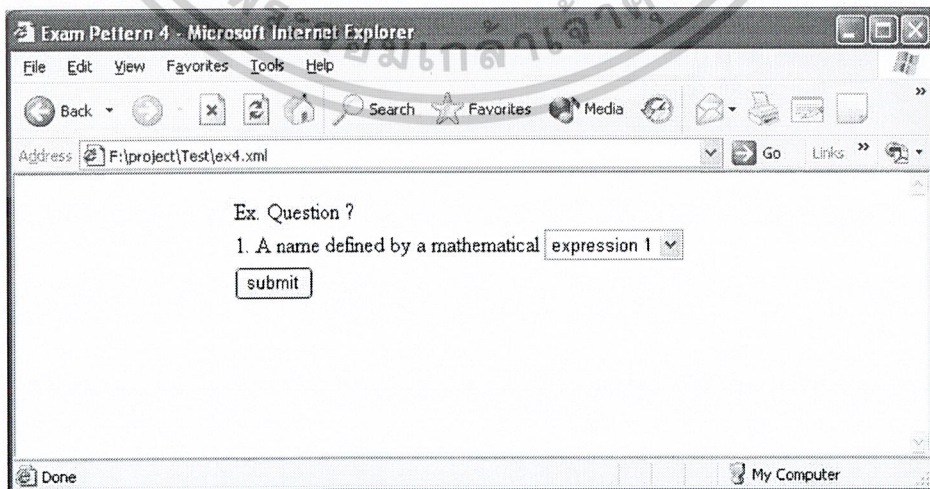 Exam Pettern 4 - Microsoft Internet Explorer
File Edit View Favorites Tools Help
Back Search Favorites Media
Address F:\project\Test\ex4.xml Go Links »
Ex. Question ?
1. A name defined by a mathematical expression 1
submit
Done My Computer